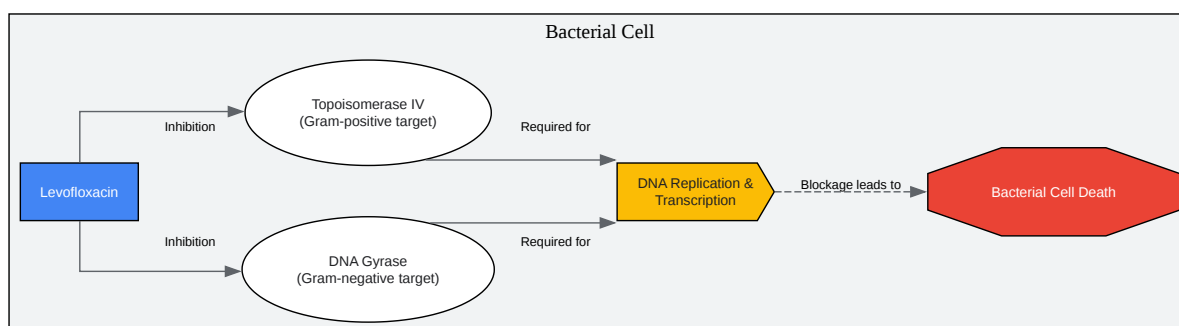 Bacterial Cell
Topoisomerase IV
(Gram-positive target)
Inhibition
Required for
Levofloxacin
DNA Replication &
Transcription
Blockage leads to
Bacterial Cell Death
Inhibition
Required for
DNA Gyrase
(Gram-negative target)